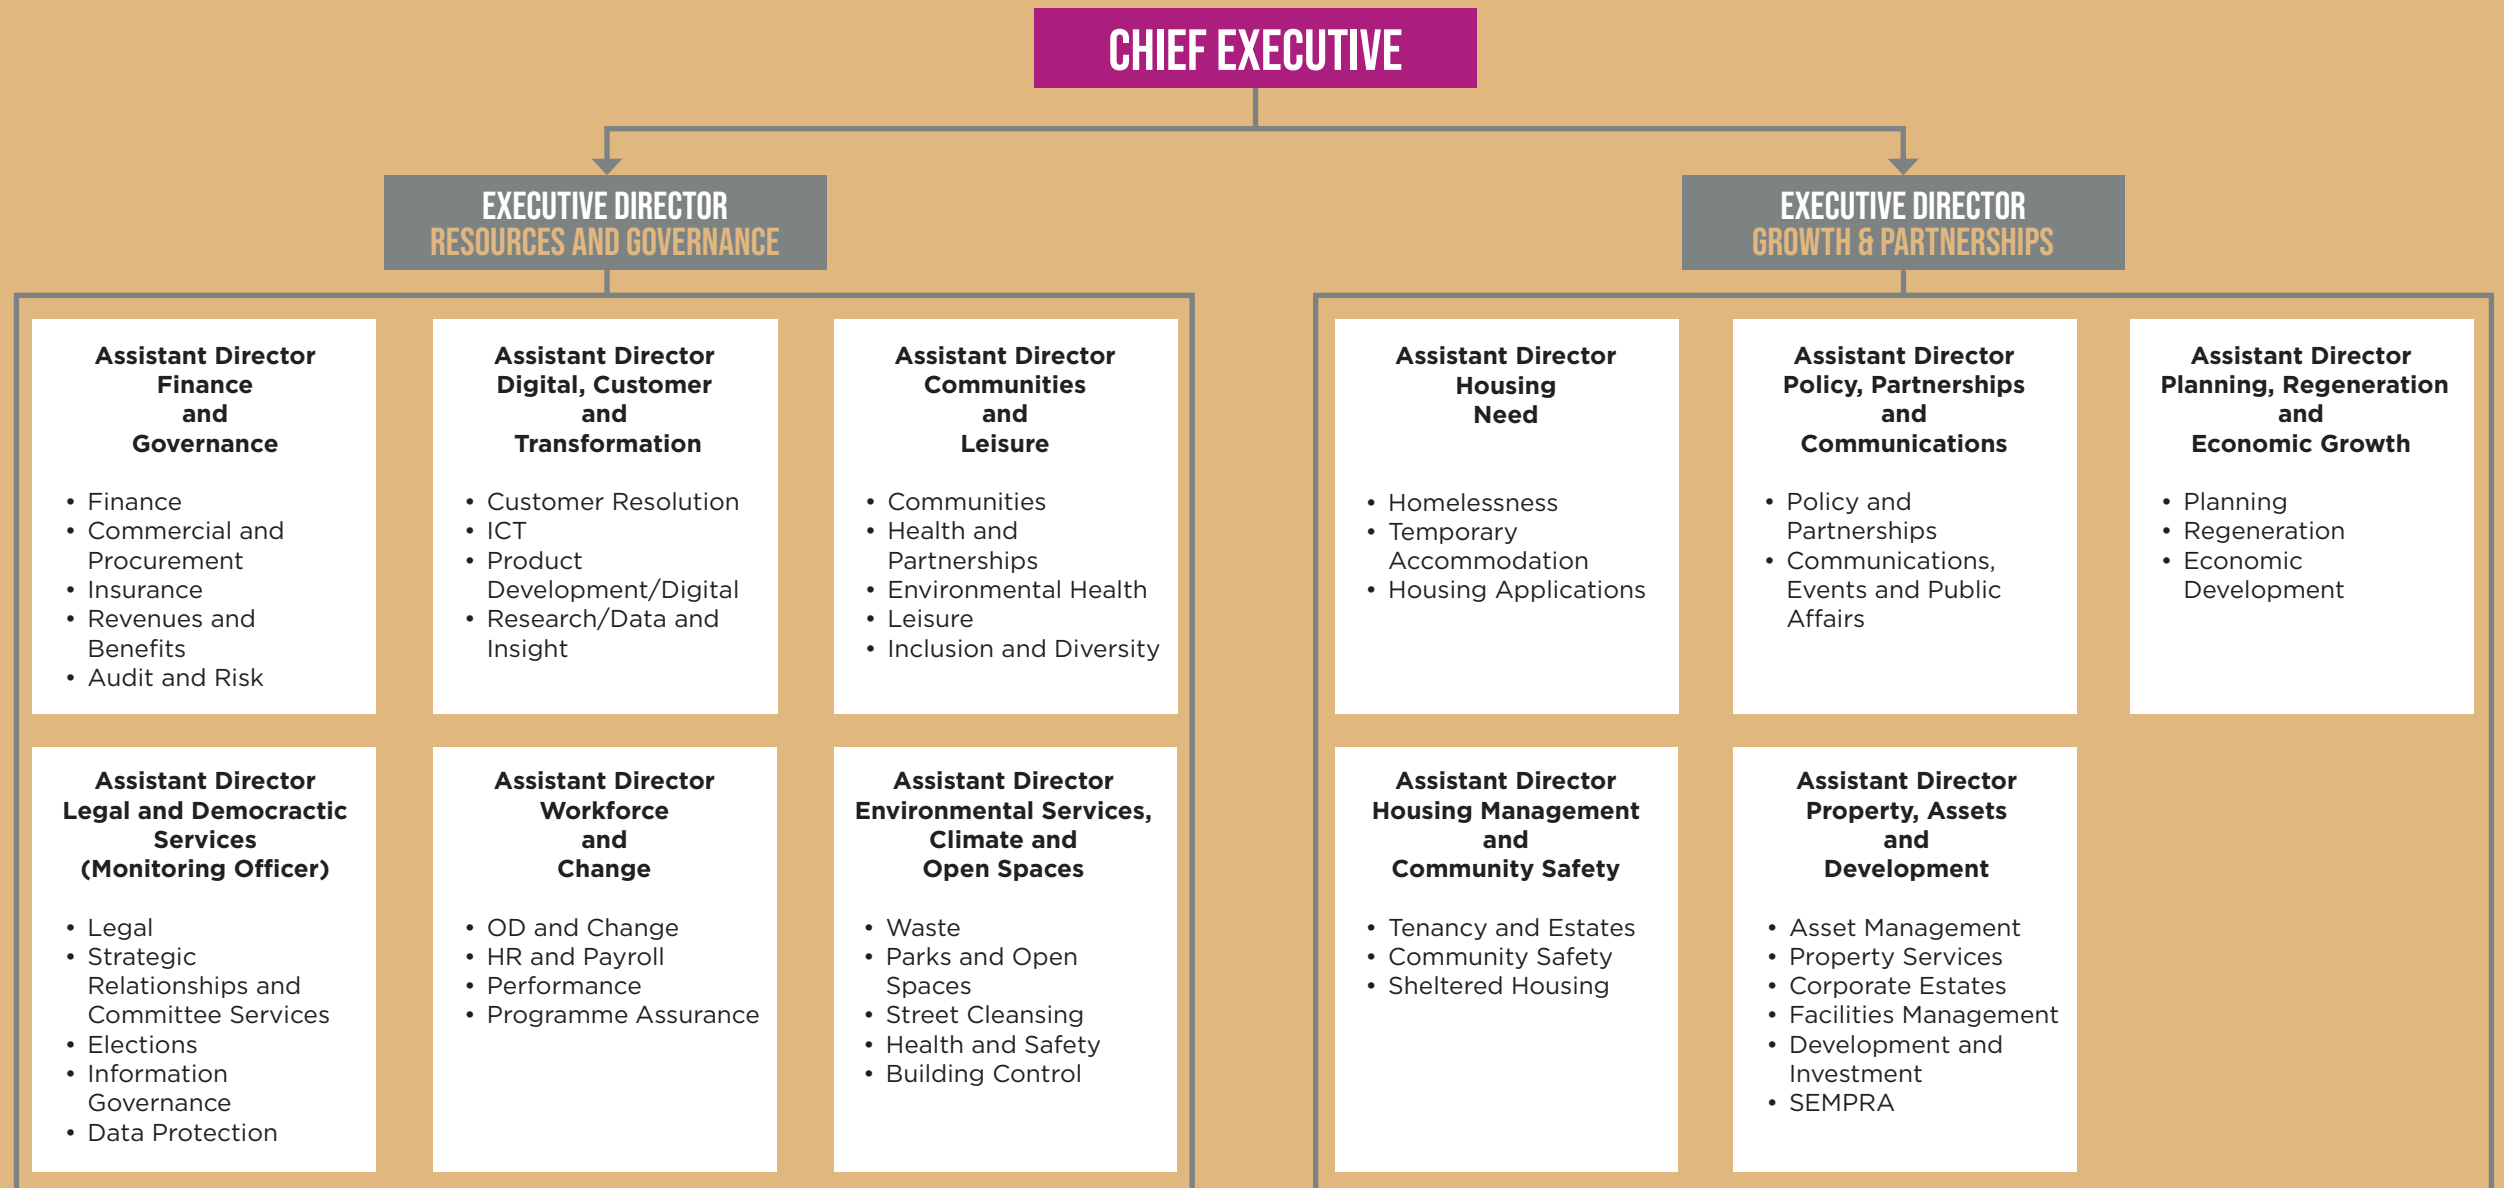 CHIEF EXECUTIVE
EXECUTIVE DIRECTOR
RESOURCES AND GOVERNANCE
EXECUTIVE DIRECTOR
GROWTH & PARTNERSHIPS
Assistant Director
Finance
and
Governance
• Finance
• Commercial and
Procurement
• Insurance
• Revenues and
Benefits
• Audit and Risk
Assistant Director
Digital, Customer
and
Transformation
• Customer Resolution
• ICT
• Product
Development/Digital
• Research/Data and
Insight
Assistant Director
Communities
and
Leisure
• Communities
• Health and
Partnerships
• Environmental Health
• Leisure
• Inclusion and Diversity
Assistant Director
Housing
Need
• Homelessness
• Temporary
Accommodation
• Housing Applications
Assistant Director
Policy, Partnerships
and
Communications
• Policy and
Partnerships
• Communications,
Events and Public
Affairs
Assistant Director
Planning, Regeneration
and
Economic Growth
• Planning
• Regeneration
• Economic
Development
Assistant Director
Legal and Democractic
Services
(Monitoring Officer)
• Legal
• Strategic
Relationships and
Committee Services
• Elections
• Information
Governance
• Data Protection
Assistant Director
Workforce
and
Change
• OD and Change
• HR and Payroll
• Performance
• Programme Assurance
Assistant Director
Environmental Services,
Climate and
Open Spaces
• Waste
• Parks and Open
Spaces
• Street Cleansing
• Health and Safety
• Building Control
Assistant Director
Housing Management
and
Community Safety
• Tenancy and Estates
• Community Safety
• Sheltered Housing
Assistant Director
Property, Assets
and
Development
• Asset Management
• Property Services
• Corporate Estates
• Facilities Management
• Development and
Investment
• SEMPRA